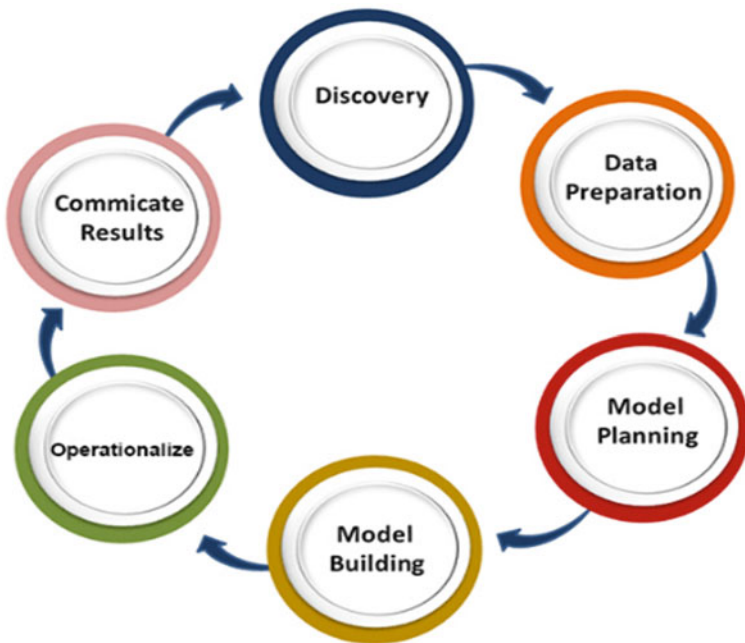 Discovery
Data
Preparation
Model
Planning
Model
Building
Operationalize
Commicate
Results